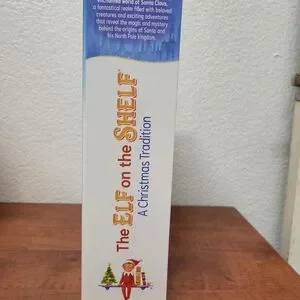 enchanted world of Santa Claus,
a fantastical realm filled with beloved
creatures and exciting adventures
that reveal the magic and mystery
behind the origins of Santa and
his North Pole Kingdom.
The ELF on the SHELF
A Christmas Tradition